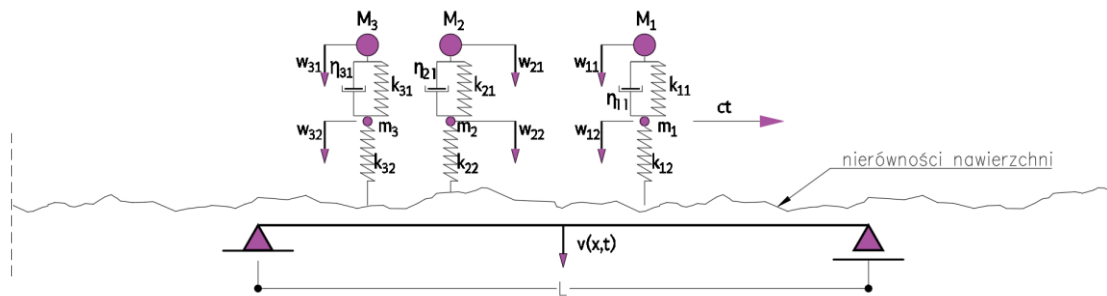 M3 M2 M1
w31 η31 k31 η21 k21 w21 w11 η11 k11
w32 m3 k32 m2 k22 w22 w12 m1 k12 ct
nierówności nawierzchni
v(x,t)
L